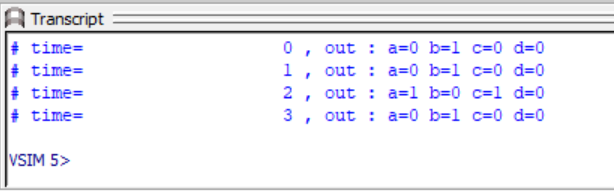 Transcript
# time=                    0 , out : a=0 b=1 c=0 d=0
# time=                    1 , out : a=0 b=0 c=0 d=0
# time=                    2 , out : a=1 b=0 c=1 d=0
# time=                    3 , out : a=0 b=1 c=0 d=0
VSIM 5>